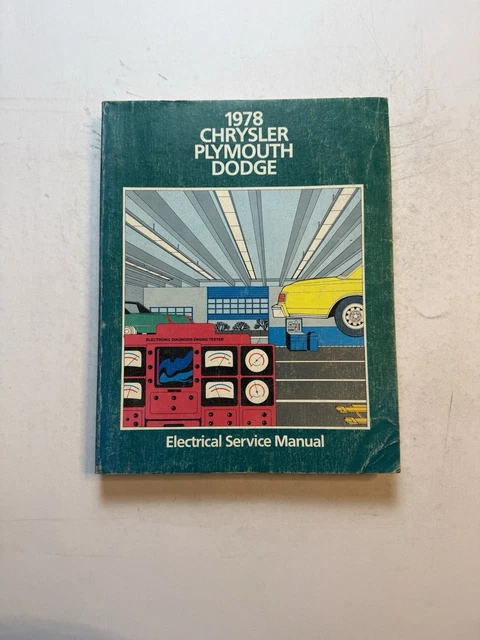 1978
CHRYSLER
PLYMOUTH
DODGE
ELECTRONIC DIAGNOSIS ENGINE TESTER
Electrical Service Manual